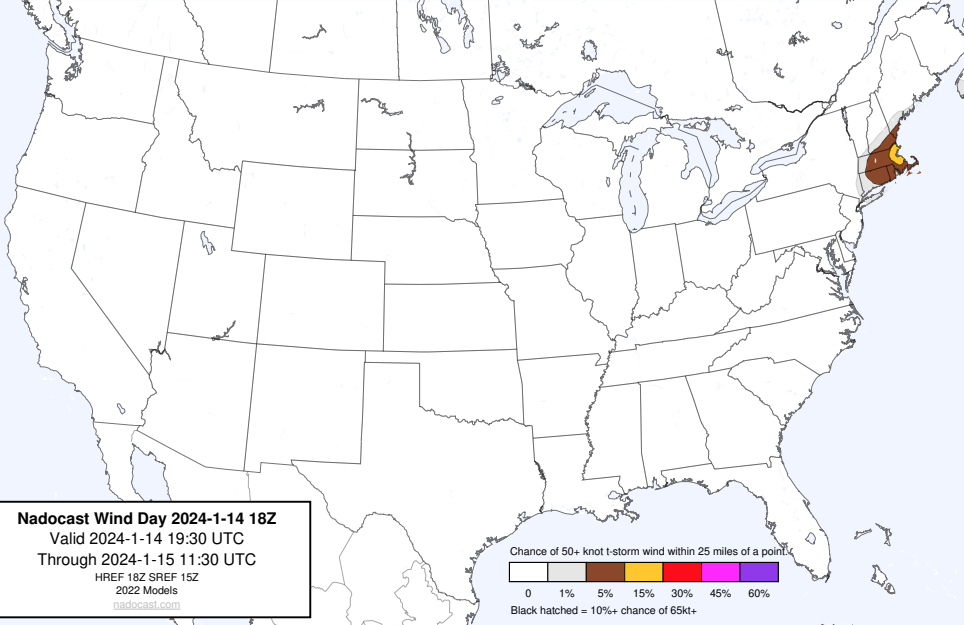 Nadocast Wind Day 2024-1-14 18Z
Valid 2024-1-14 19:30 UTC
Through 2024-1-15 11:30 UTC
HREF 18Z SREF 15Z
2022 Models
nadocast.com
Chance of 50+ knot t-storm wind within 25 miles of a point.
0 1% 5% 15% 30% 45% 60%
Black hatched = 10%+ chance of 65kt+